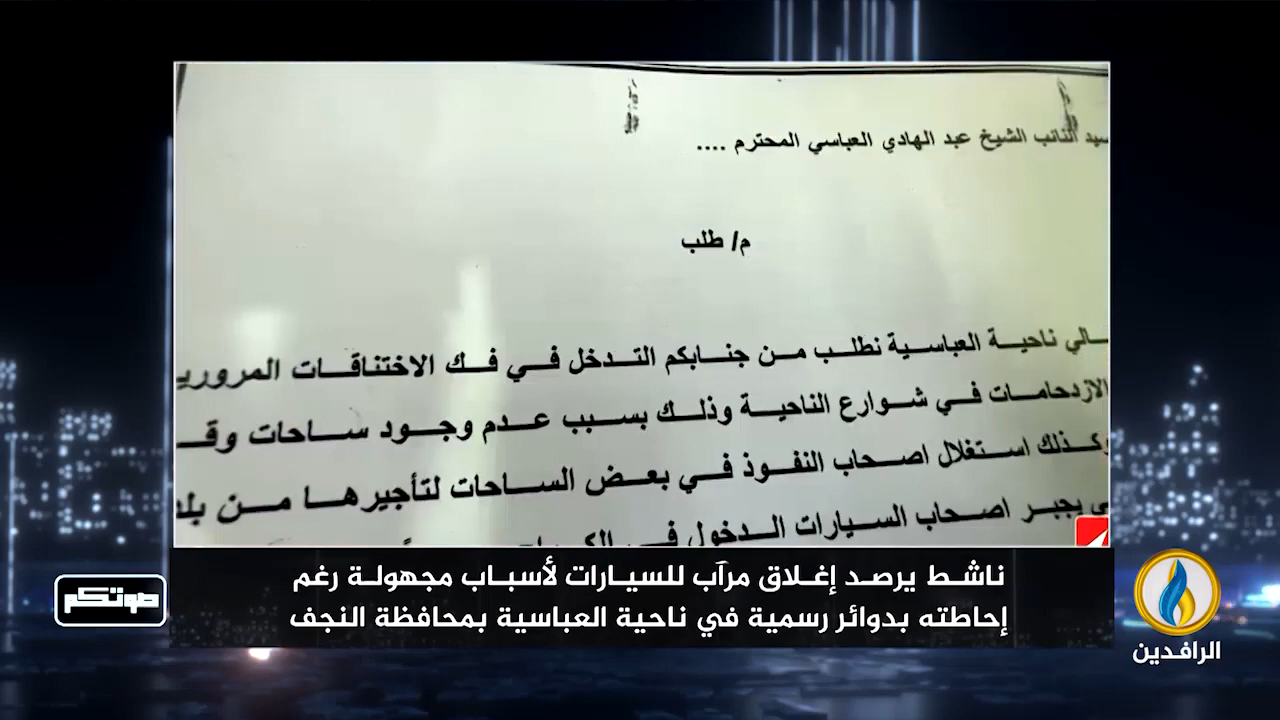 سيد النائب الشيخ عبد الهادي العباسي المحترم ....
م/ طلب
ناحية العباسية نطلب من جنابكم التدخل في فك الاختناقات المروري
الازدحامات في شوارع الناحية وذلك بسبب عدم وجود ساحات وق
وكذلك استغلال اصحاب النفوذ في بعض الساحات لتأجيرها من بل
يجبر اصحاب السيارات الدخول في
ناشط يرصد إغلاق مرآب للسيارات لأسباب مجهولة رغم
إحاطته بدوائر رسمية في ناحية العباسية بمحافظة النجف
صوتكم
الرافدين